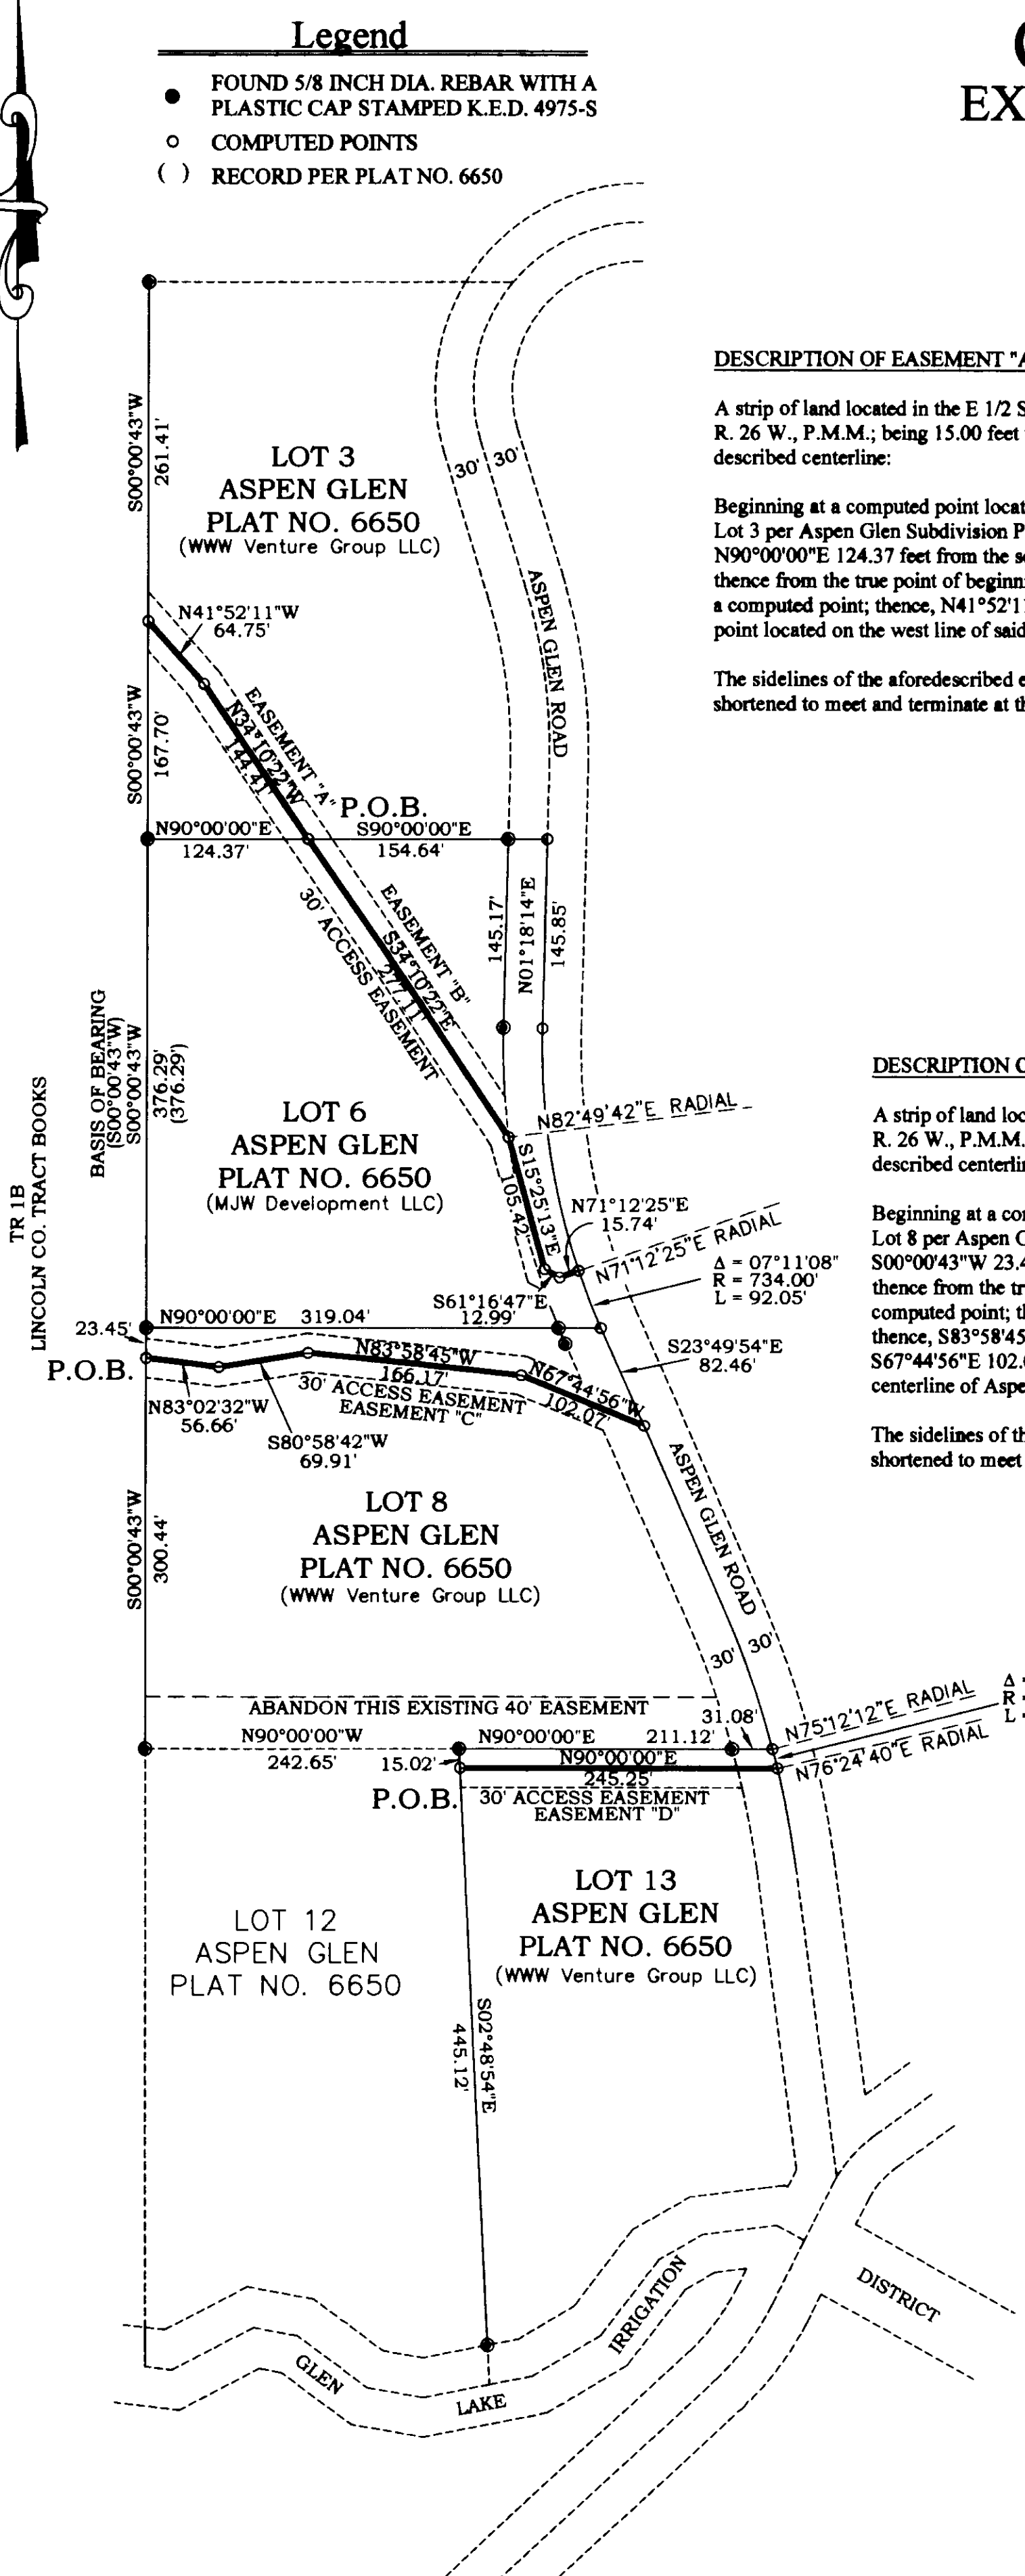 Legend
FOUND 5/8 INCH DIA. REBAR WITH A
PLASTIC CAP STAMPED K.E.D. 4975-S
COMPUTED POINTS
( ) RECORD PER PLAT NO. 6650
EX
DESCRIPTION OF EASEMENT "A
A strip of land located in the E 1/2 S
R. 26 W., P.M.M.; being 15.00 feet
described centerline:
Beginning at a computed point locat
Lot 3 per Aspen Glen Subdivision P
N90°00'00"E 124.37 feet from the s
thence from the true point of beginni
a computed point; thence, N41°52'1
point located on the west line of said
The sidelines of the aforedescribed e
shortened to meet and terminate at th
S00°00'43"W
261.41'
LOT 3
ASPEN GLEN
PLAT NO. 6650
(WWW Venture Group LLC)
30' 30'
ASPEN GLEN ROAD
N41°52'11"W
64.75'
EASEMENT "A"
N34°10'22"W
144.41'
S00°00'43"W
167.70'
P.O.B.
N90°00'00"E
124.37'
S90°00'00"E
154.64'
145.17'
N01°18'14"E
145.85'
EASEMENT "B"
S34°10'22"E
277.11'
30' ACCESS EASEMENT
TR 1B
LINCOLN CO. TRACT BOOKS
BASIS OF BEARING
(S00°00'43"W)
S00°00'43"W
376.29'
(376.29')
LOT 6
ASPEN GLEN
PLAT NO. 6650
(MJW Development LLC)
N82°49'42"E RADIAL
S15°25'13"E
105.42'
N71°12'25"E
15.74'
N71°12'25"E RADIAL
Δ = 07°11'08"
R = 734.00'
L = 92.05'
S61°16'47"E
12.99'
N90°00'00"E 319.04'
23.45'
P.O.B.
S23°49'54"E
82.46'
N83°02'32"W
56.66'
S80°58'42"W
69.91'
N83°58'45"W
166.17'
30' ACCESS EASEMENT
EASEMENT "C"
N67°44'56"W
102.07'
DESCRIPTION O
A strip of land loc
R. 26 W., P.M.M.
described centerlin
Beginning at a co
Lot 8 per Aspen G
S00°00'43"W 23.4
thence from the tr
computed point; th
thence, S83°58'45
S67°44'56"E 102.
centerline of Aspe
The sidelines of th
shortened to meet
LOT 8
ASPEN GLEN
PLAT NO. 6650
(WWW Venture Group LLC)
S00°00'43"W
300.44'
ASPEN GLEN ROAD
30' 30'
ABANDON THIS EXISTING 40' EASEMENT
31.08'
N75°12'12"E RADIAL
N76°24'40"E RADIAL
Δ =
R =
L =
N90°00'00"W
242.65'
N90°00'00"E 211.12'
15.02'
N90°00'00"E
245.25'
P.O.B.
30' ACCESS EASEMENT
EASEMENT "D"
LOT 12
ASPEN GLEN
PLAT NO. 6650
LOT 13
ASPEN GLEN
PLAT NO. 6650
(WWW Venture Group LLC)
S02°48'54"E
445.12'
GLEN
LAKE
IRRIGATION
DISTRICT